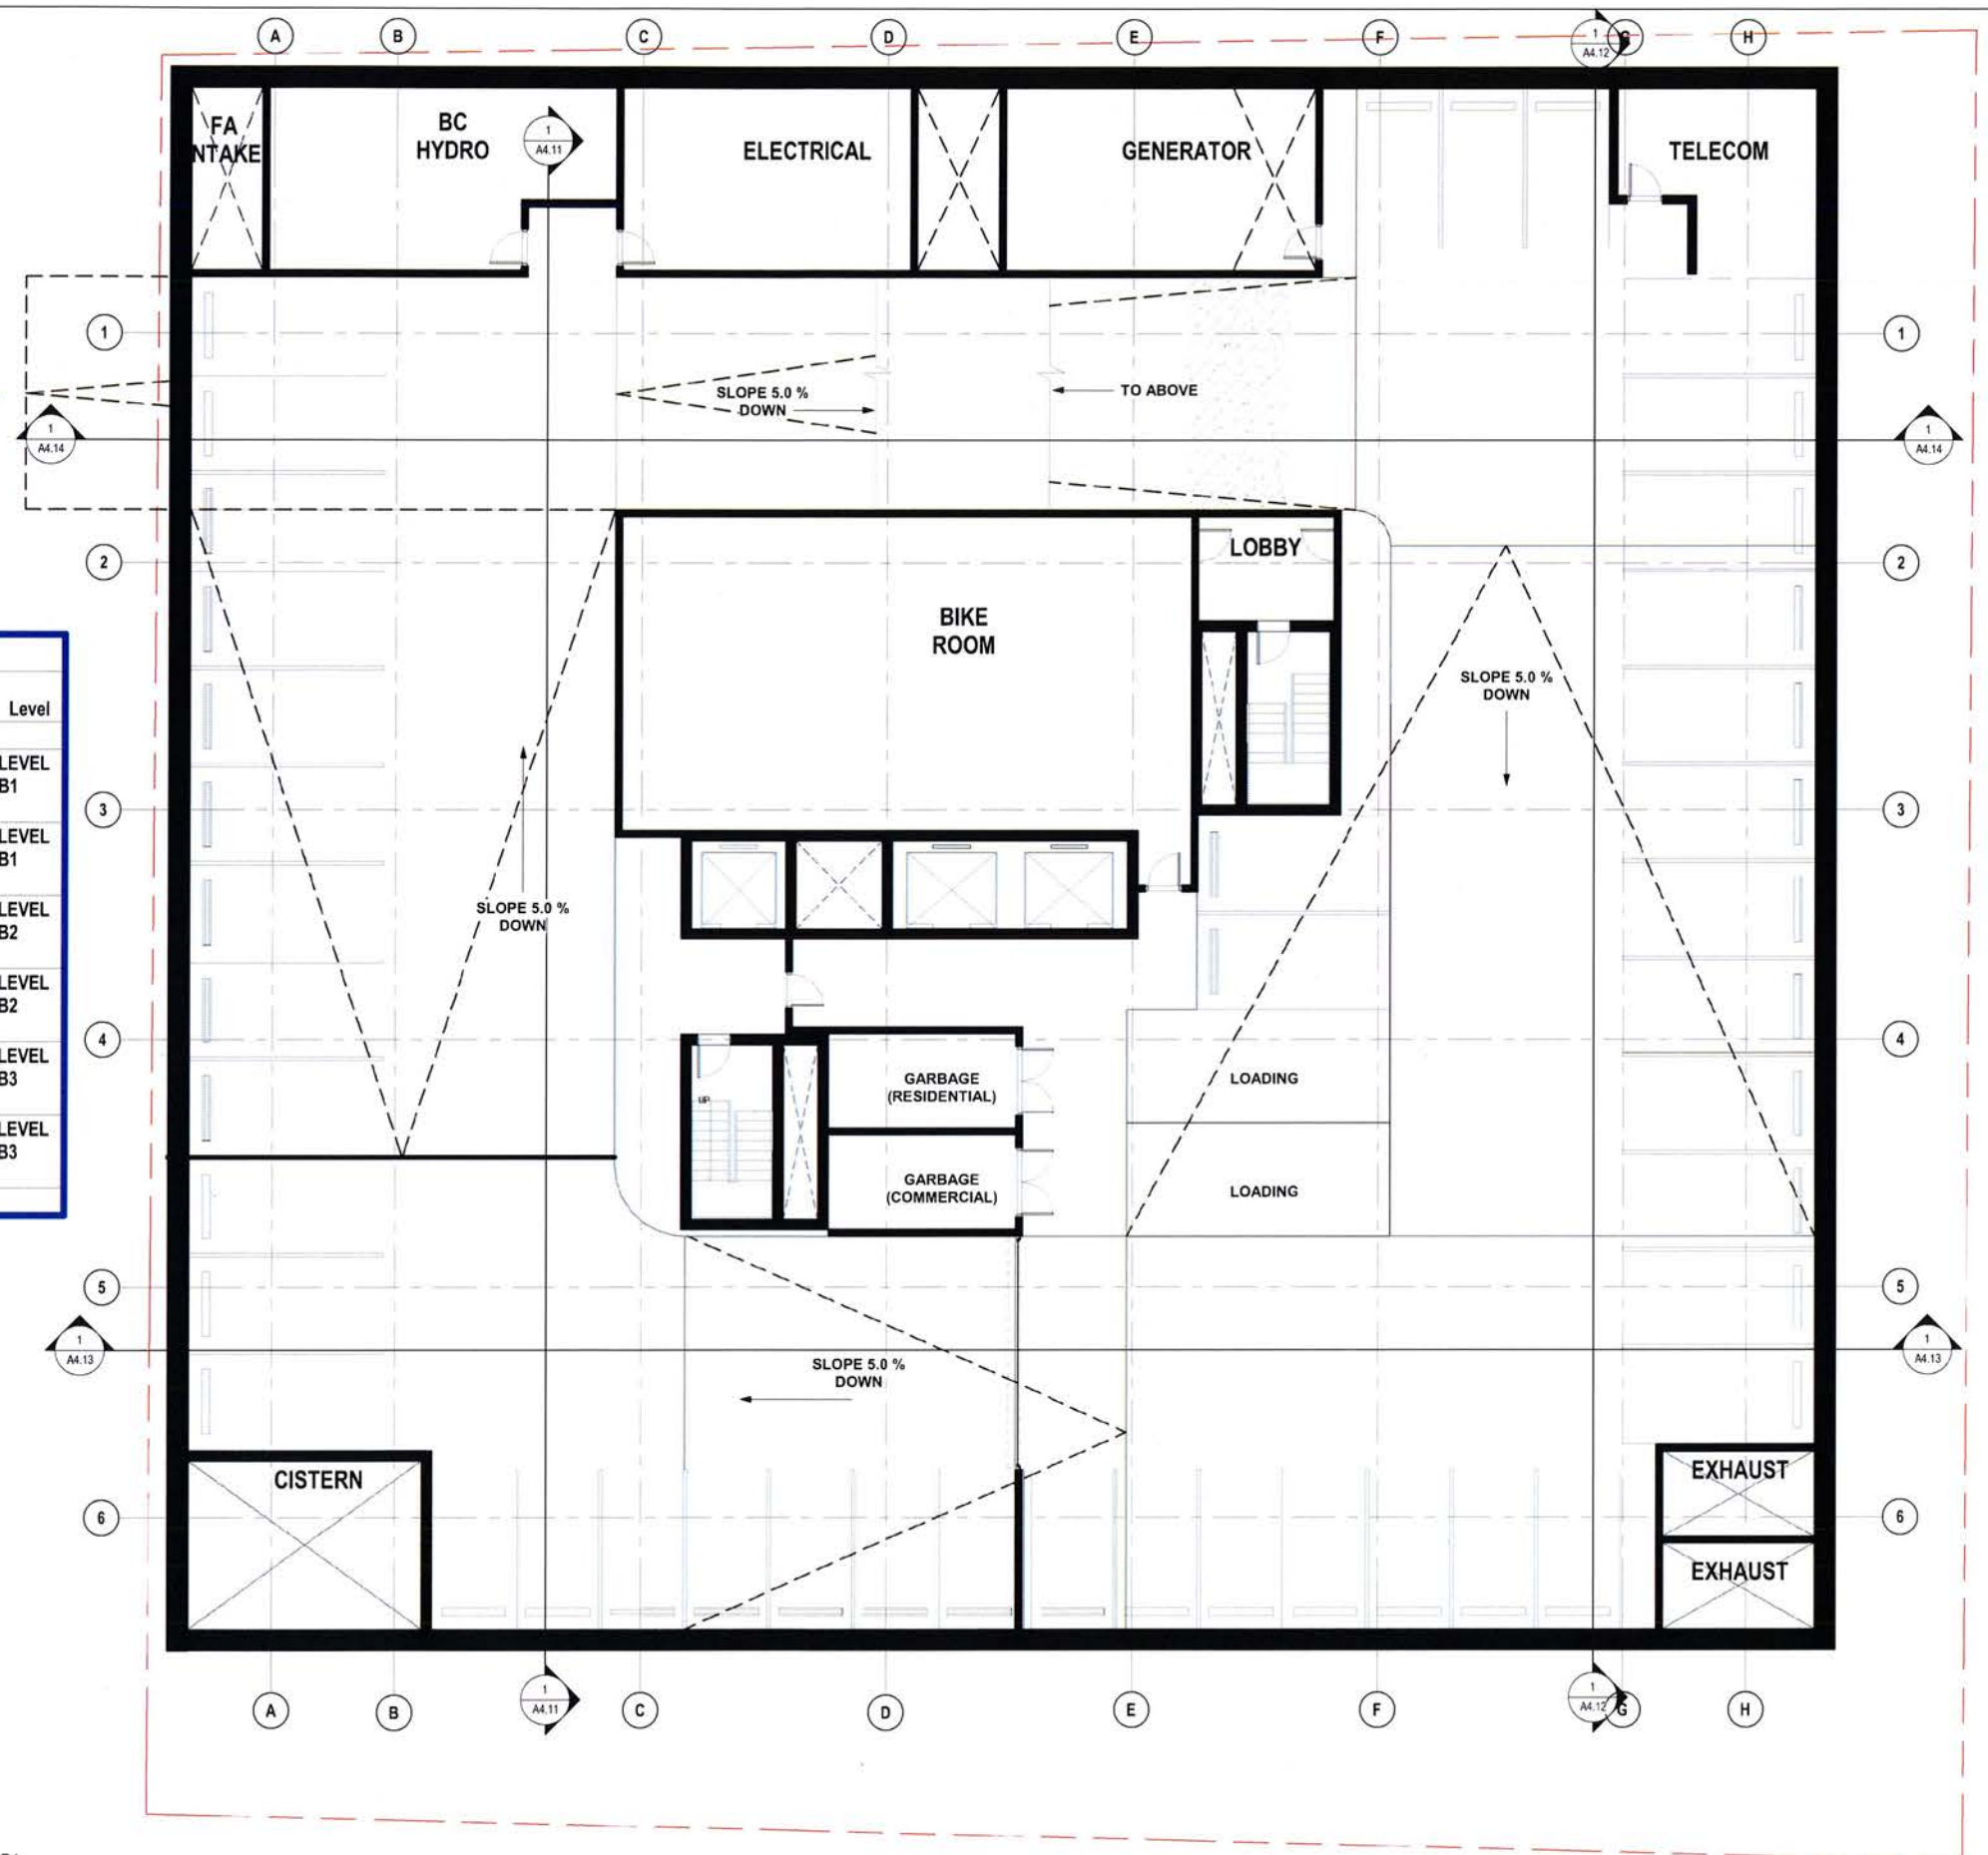 A
B
C
D
E
F
1
A4.12
G
H
FA
NTAKE
BC
HYDRO
1
A4.11
ELECTRICAL
GENERATOR
TELECOM
1
1
SLOPE 5.0 %
DOWN
TO ABOVE
1
A4.14
1
A4.14
2
LOBBY
2
BIKE
ROOM
SLOPE 5.0 %
DOWN
Level
LEVEL
B1
LEVEL
B1
LEVEL
B2
LEVEL
B2
LEVEL
B3
LEVEL
B3
3
3
SLOPE 5.0 %
DOWN
4
4
UP
GARBAGE
(RESIDENTIAL)
LOADING
GARBAGE
(COMMERCIAL)
LOADING
5
5
1
A4.13
1
A4.13
SLOPE 5.0 %
DOWN
CISTERN
EXHAUST
6
6
EXHAUST
A
B
1
A4.11
C
D
E
F
1
A4.12
G
H